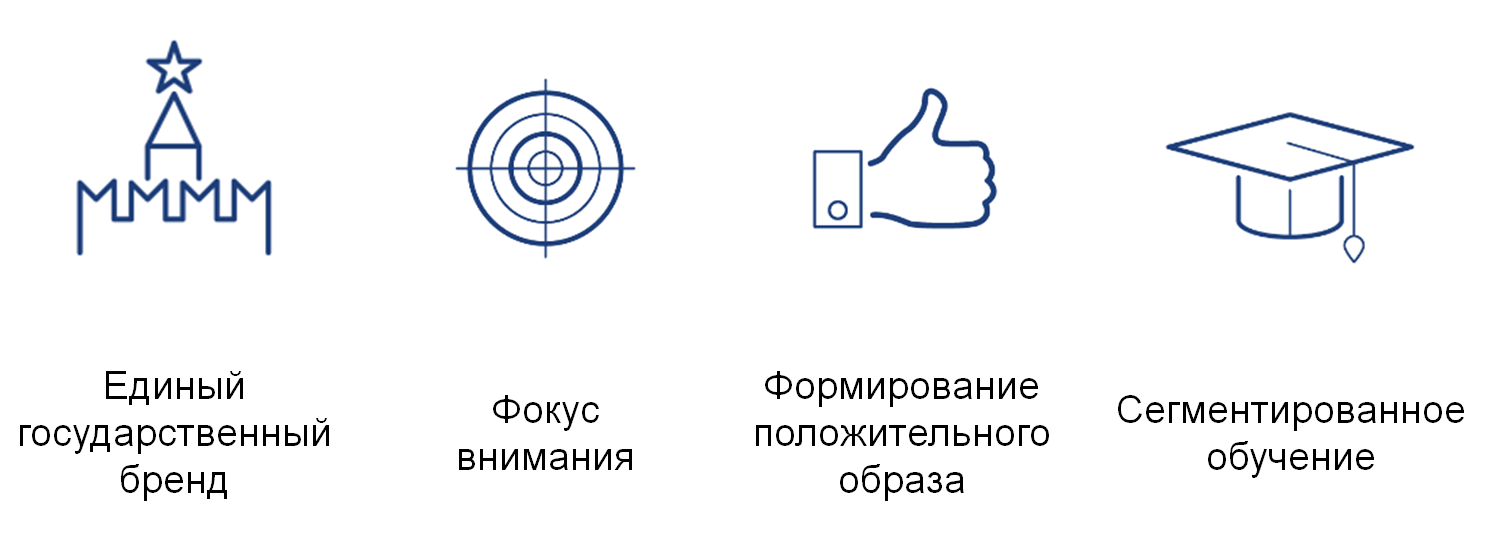 Единый
государственный
бренд
Фокус
внимания
Формирование
положительного
образа
Сегментированное
обучение